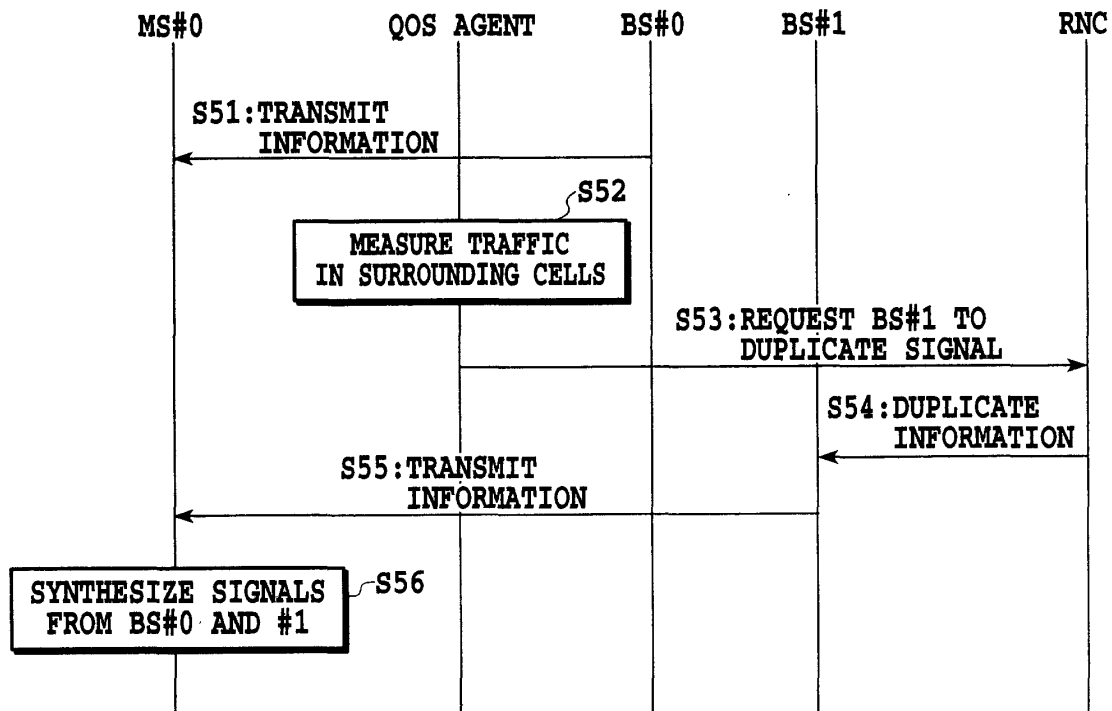 MS#0 QOS AGENT BS#0 BS#1 RNC
S51:TRANSMIT
INFORMATION
S52
MEASURE TRAFFIC
IN SURROUNDING CELLS
S53:REQUEST BS#1 TO
DUPLICATE SIGNAL
S54:DUPLICATE
INFORMATION
S55:TRANSMIT
INFORMATION
SYNTHESIZE SIGNALS
FROM BS#0 AND #1
S56